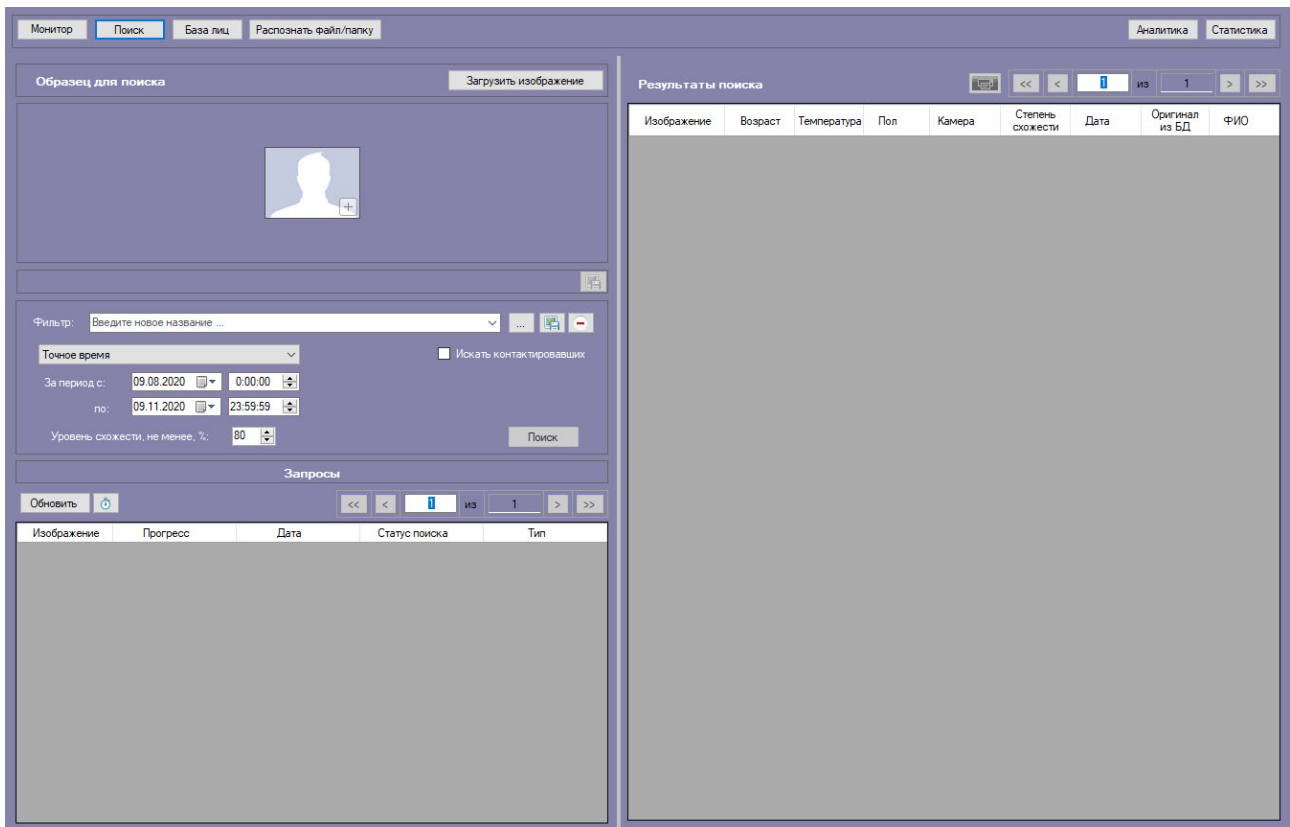 Монитор Поиск База лиц Распознать файл/папку Аналитика Статистика
Образец для поиска Загрузить изображение
Фильтр: Введите новое название ... ...
Точное время Искать контактировавших
За период с: 09.08.2020 0:00:00
по: 09.11.2020 23:59:59
Уровень схожести, не менее, %: 80 Поиск
Запросы
Обновить << < 1 из 1 > >>
Изображение Прогресс Дата Статус поиска Тип
Результаты поиска << < 1 из 1 > >>
Изображение Возраст Температура Пол Камера Степень схожести Дата Оригинал из БД ФИО